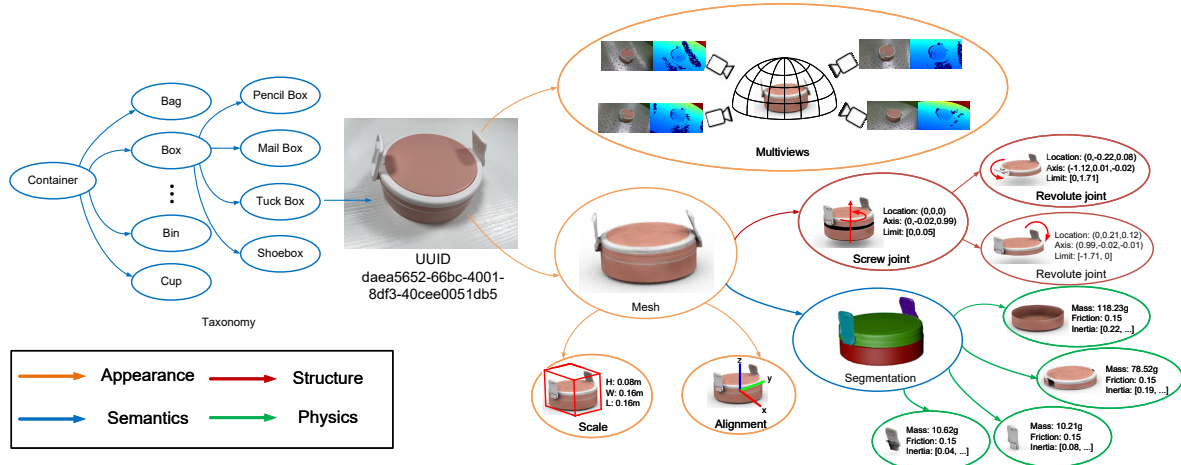 Container
Bag
Box
Bin
Cup
Pencil Box
Mail Box
Tuck Box
Shoebox
Taxonomy
UUID
daea5652-66bc-4001-
8df3-40cee0051db5
Multiviews
Mesh
H: 0.08m
W: 0.16m
L: 0.16m
Scale
z
y
x
Alignment
Location: (0,0,0)
Axis: (0,-0.02,0.99)
Limit: [0,0.05]
Screw joint
Location: (0,-0.22,0.08)
Axis: (-1.12,0.01,-0.02)
Limit: [0,1.71]
Revolute joint
Location: (0,0.21,0.12)
Axis: (0.99,-0.02,-0.01)
Limit: [-1.71, 0]
Revolute joint
Segmentation
Mass: 118.23g
Friction: 0.15
Inertia: [0.22, ...]
Mass: 78.52g
Friction: 0.15
Inertia: [0.19, ...]
Mass: 10.62g
Friction: 0.15
Inertia: [0.04, ...]
Mass: 10.21g
Friction: 0.15
Inertia: [0.08, ...]
Appearance
Structure
Semantics
Physics